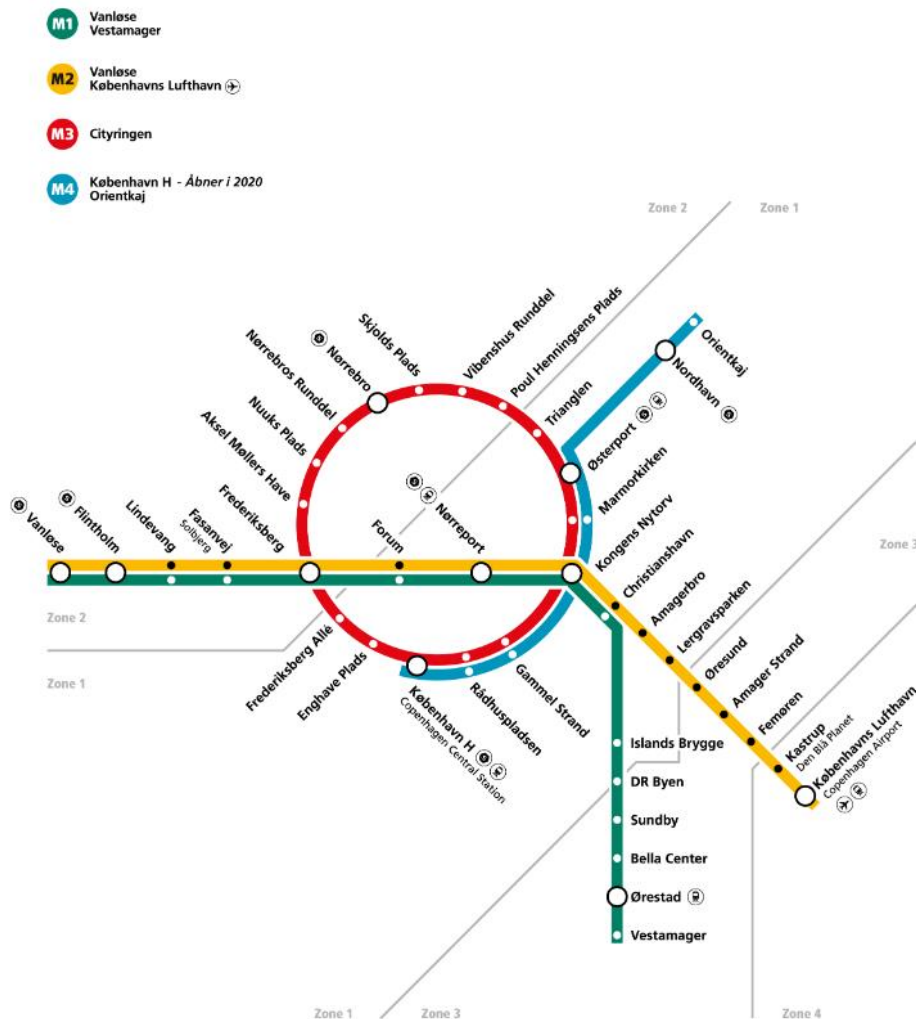 M1
Vanløse
Vestamager
M2
Vanløse
Københavns Lufthavn
M3
Cityringen
M4
København H - Åbner i 2020
Orientkaj
Zone 2
Zone 1
Skjolds Plads
Vibenshus Runddel
Poul Henningsens Plads
Trianglen
Nørrebro
Nørrebros Runddel
Nuuks Plads
Aksel Møllers Have
Frederiksberg
Orientkaj
Nordhavn
Østerport
Marmorkirken
Vanløse
Flintholm
Lindevang
Fasanvej
Solbjerg
Forum
Nørreport
Kongens Nytorv
Christianshavn
Amagerbro
Lergravsparken
Øresund
Amager Strand
Femøren
Kastrup
Den Blå Planet
Københavns Lufthavn
Copenhagen Airport
Zone 3
Zone 2
Zone 1
Frederiksberg Allé
Enghave Plads
København H
Copenhagen Central Station
Rådhuspladsen
Gammel Strand
Islands Brygge
DR Byen
Sundby
Bella Center
Ørestad
Vestamager
Zone 1
Zone 3
Zone 4